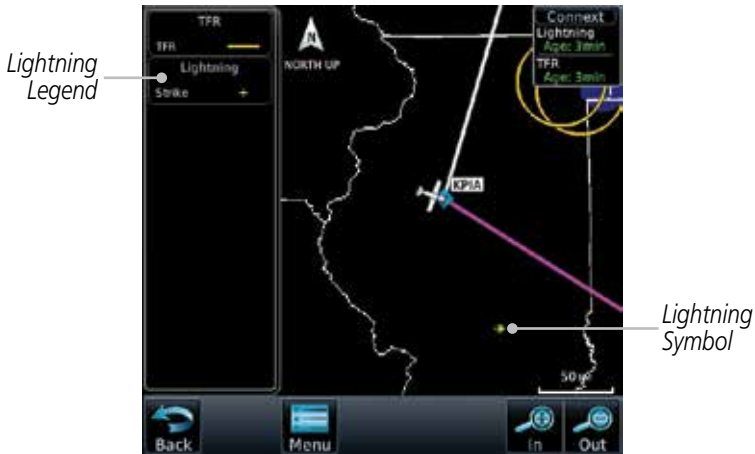 TFR
TFR
Lightning
Strike
Lightning
Legend
N
NORTH UP
Connext
Lightning
Age: 3min
TFR
Age: 3min
KPIA
Lightning
Symbol
50
Back
Menu
In
Out